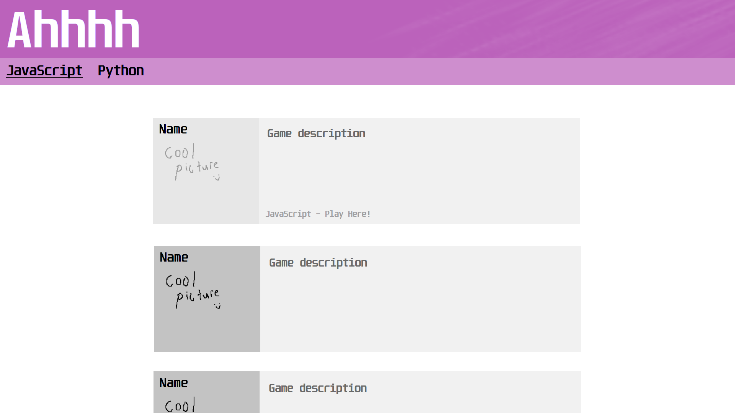 Ahhhh
JavaScript Python
Name
Cool
picture
Game description
JavaScript - Play Here!
Name
Cool
picture
Game description
Name
Cool
Game description